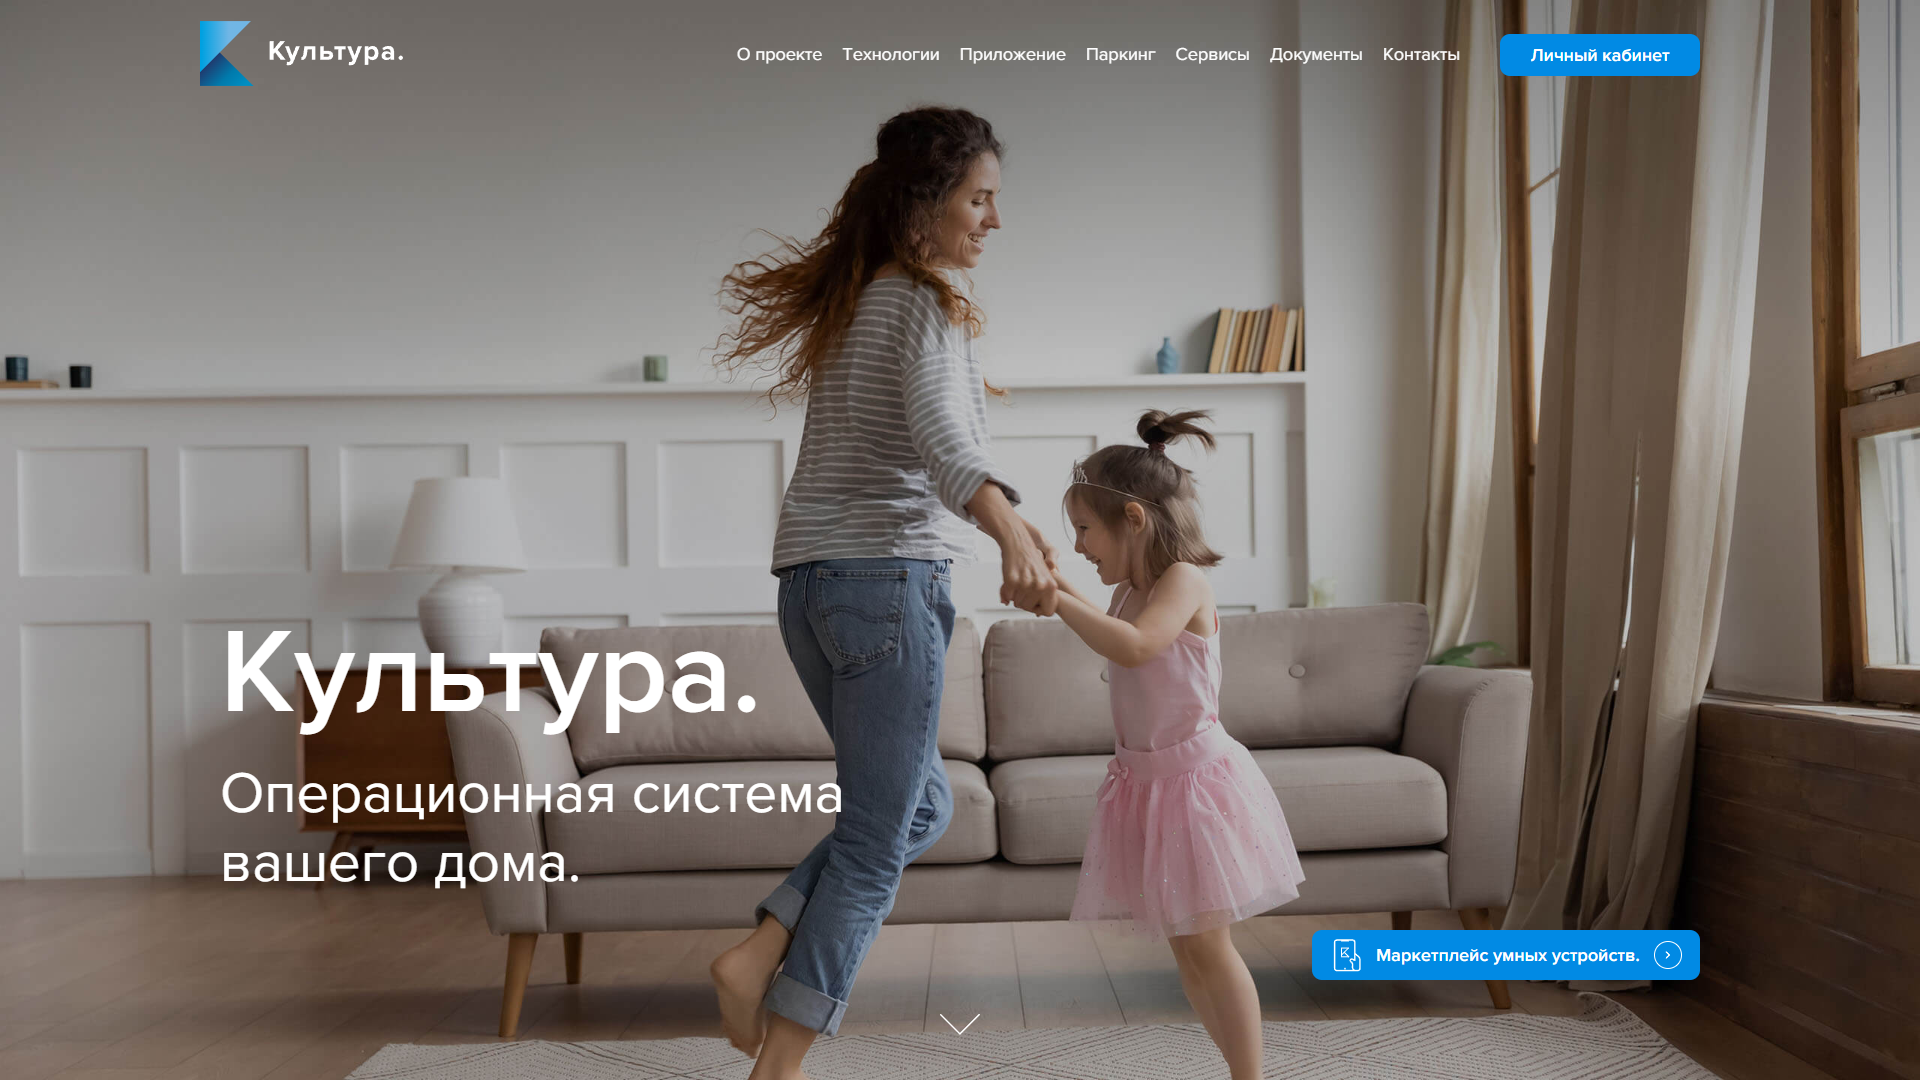 Культура.
О проекте Технологии Приложение Паркинг Сервисы Документы Контакты Личный кабинет
Культура.
Операционная система
вашего дома.
Маркетплейс умных устройств.